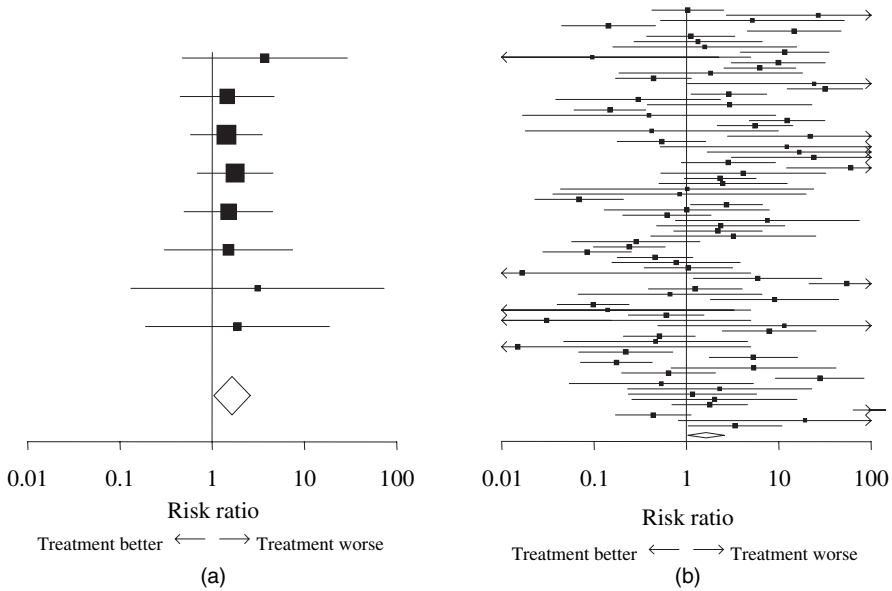 0.01 0.1 1 10 100
Risk ratio
Treatment better Treatment worse
(a)
0.01 0.1 1 10 100
Risk ratio
Treatment better Treatment worse
(b)